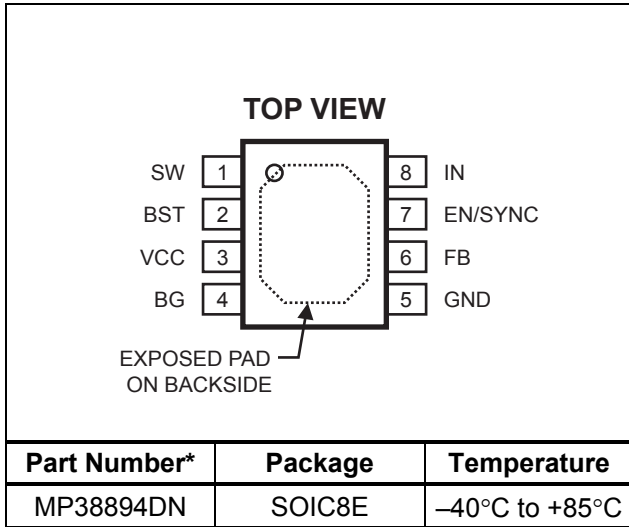 TOP VIEW
SW 1 8 IN
BST 2 7 EN/SYNC
VCC 3 6 FB
BG 4 5 GND
EXPOSED PAD
ON BACKSIDE
Part Number* Package Temperature
MP38894DN SOIC8E –40°C to +85°C